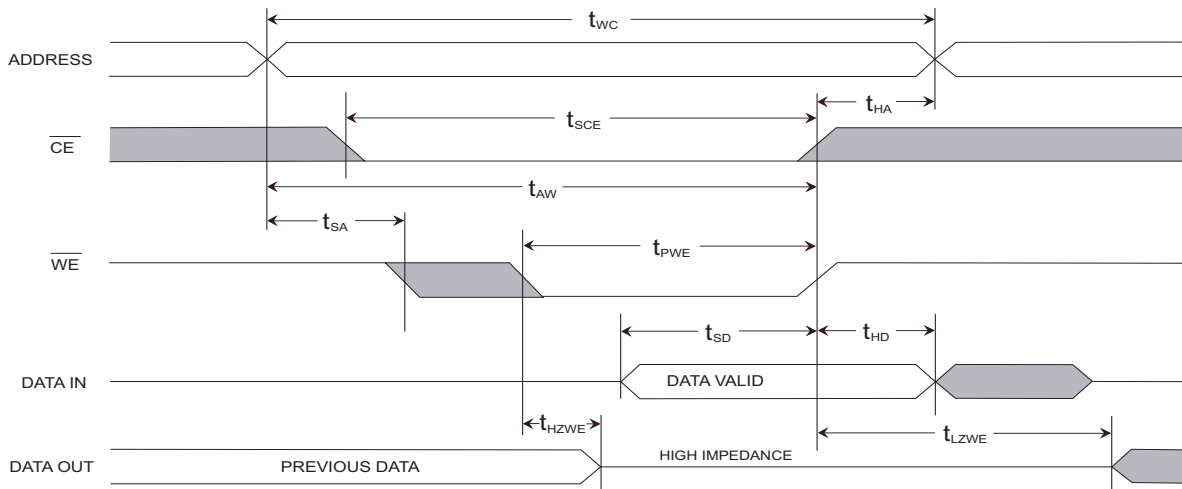 tWC
ADDRESS
tHA
CE
tSCE
tAW
tSA
WE
tPWE
tSD
tHD
DATA IN
DATA VALID
tHZWE
tLZWE
DATA OUT
PREVIOUS DATA
HIGH IMPEDANCE